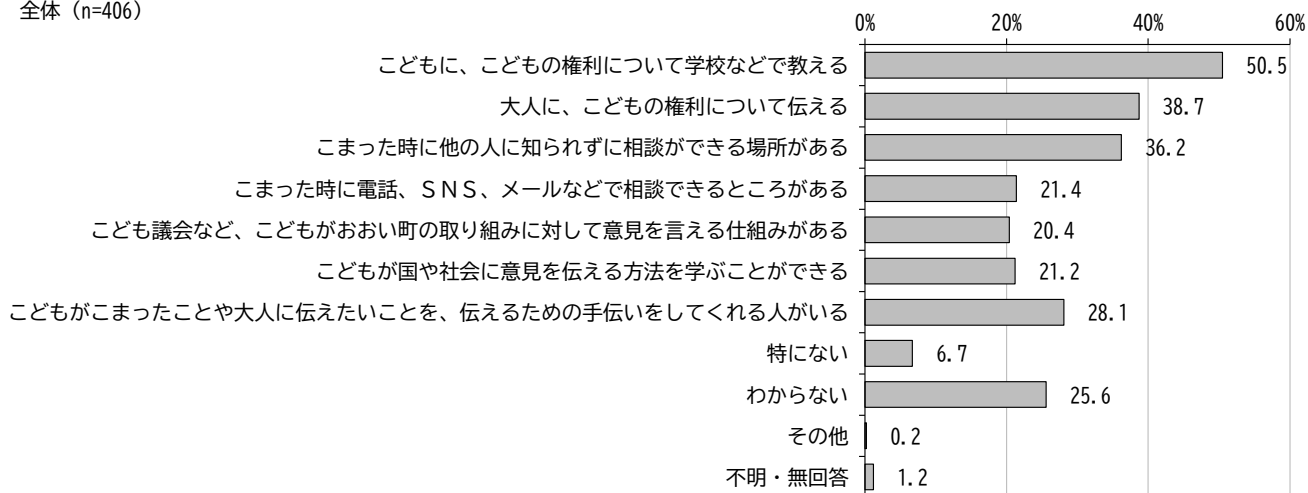 全体（n=406）
0% 20% 40% 60%
こどもに、こどもの権利について学校などで教える 50.5
大人に、こどもの権利について伝える 38.7
こまった時に他の人に知られずに相談ができる場所がある 36.2
こまった時に電話、ＳＮＳ、メールなどで相談できるところがある 21.4
こども議会など、こどもがおおい町の取り組みに対して意見を言える仕組みがある 20.4
こどもが国や社会に意見を伝える方法を学ぶことができる 21.2
こどもがこまったことや大人に伝えたいことを、伝えるための手伝いをしてくれる人がいる 28.1
特にない 6.7
わからない 25.6
その他 0.2
不明・無回答 1.2